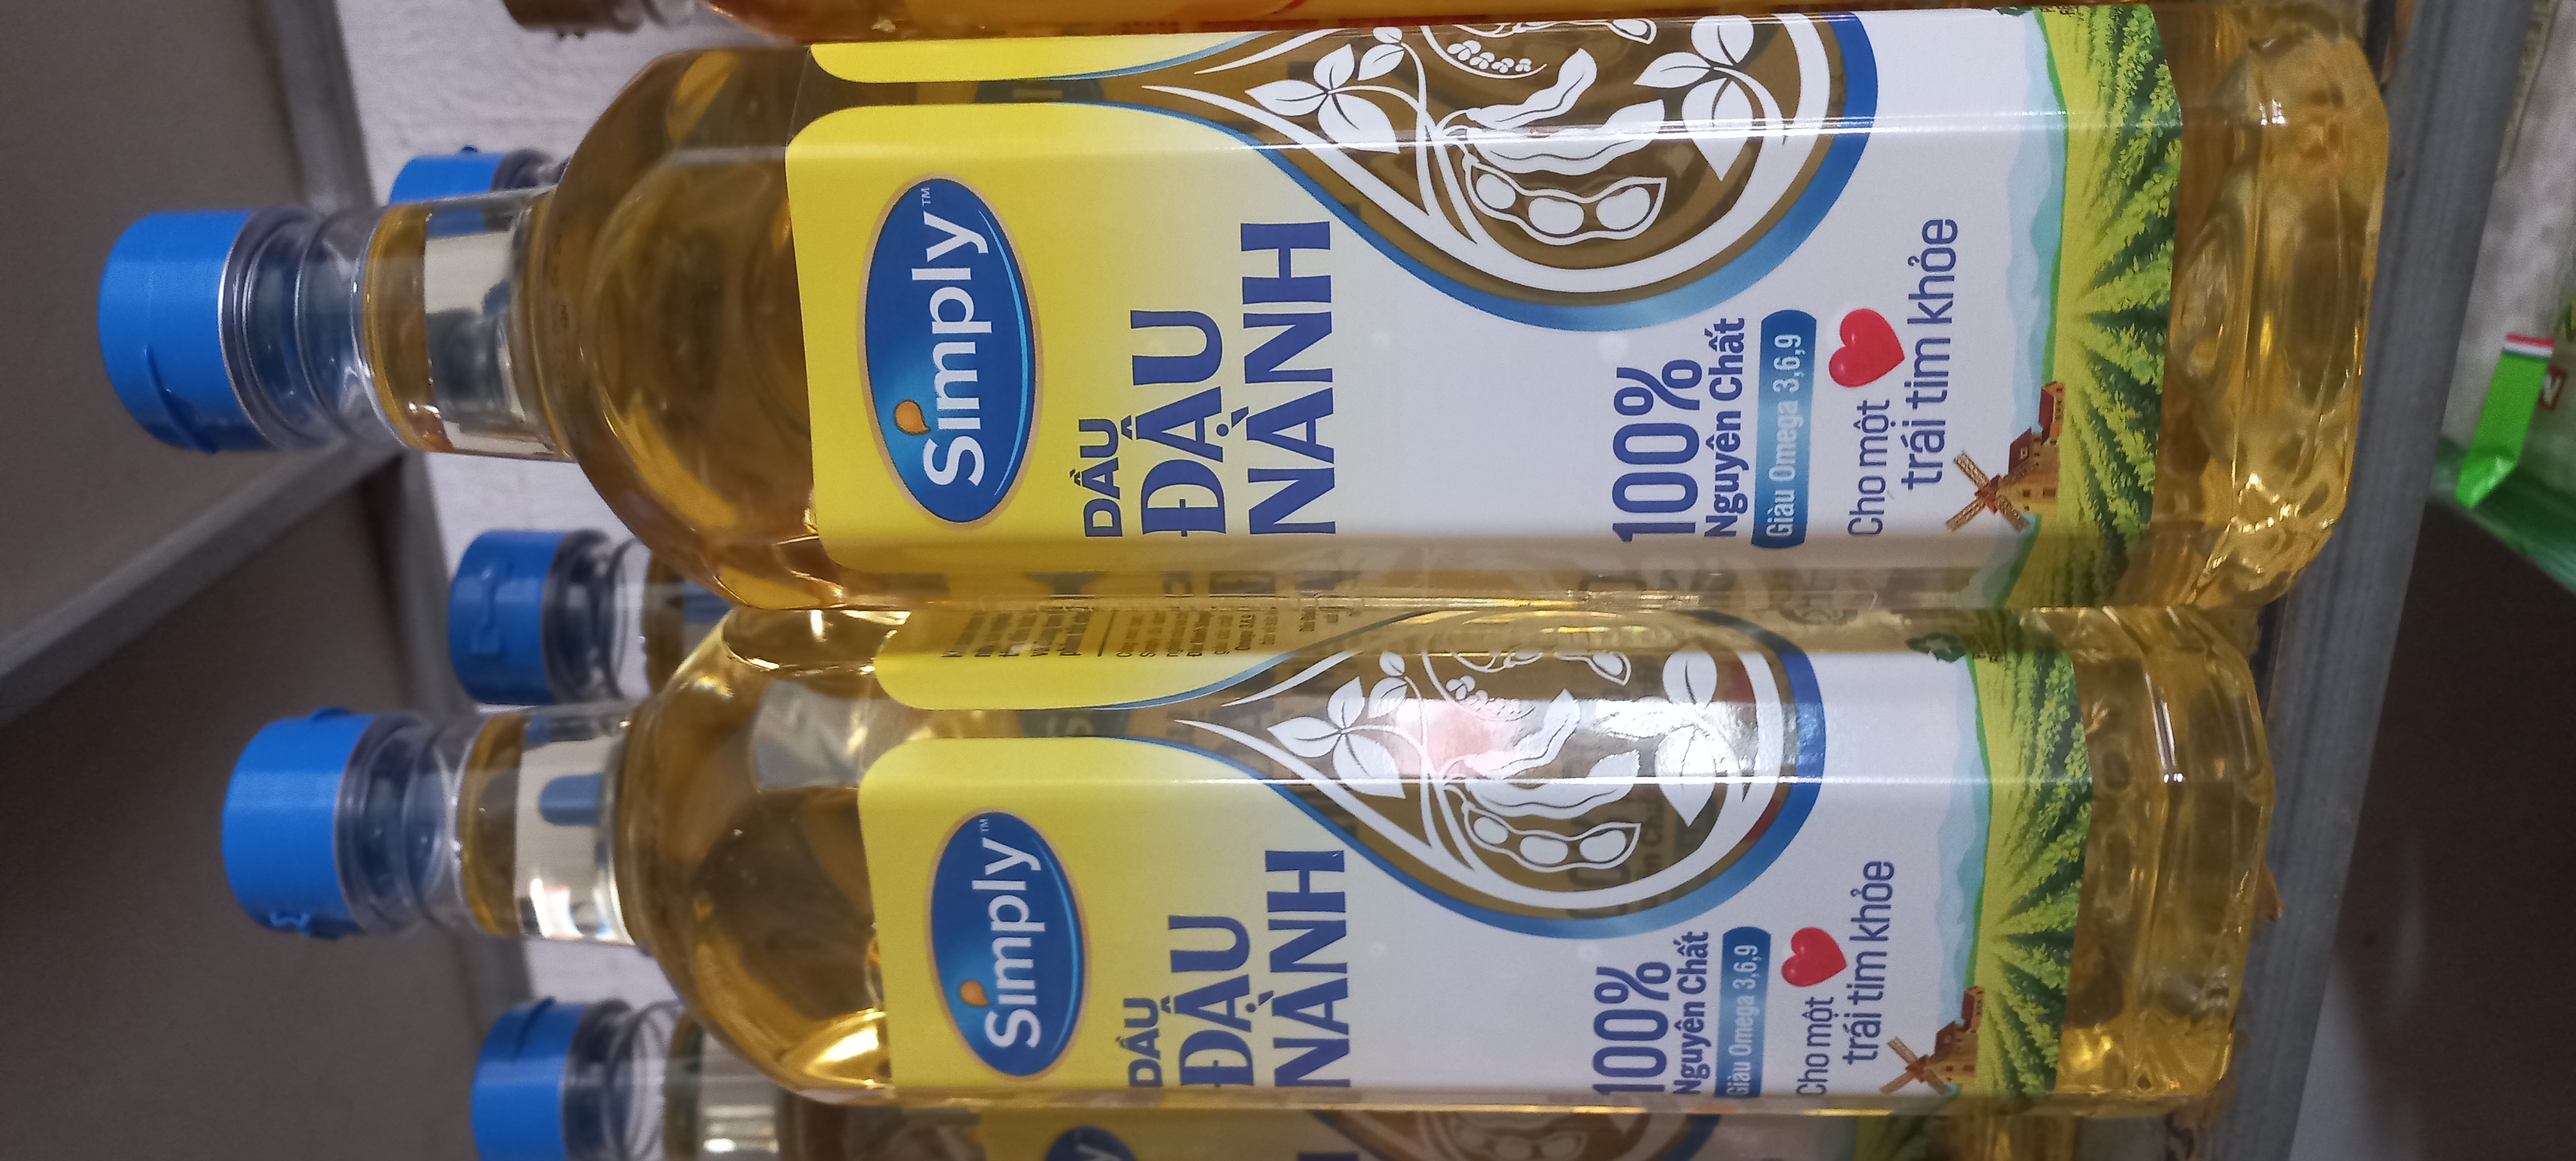 Simply™
DẦU
ĐẬU
NÀNH
100%
Nguyên Chất
Giàu Omega 3,6,9
Cho một
trái tim khỏe
Simply™
DẦU
ĐẬU
NÀNH
100%
Nguyên Chất
Giàu Omega 3,6,9
Cho một
trái tim khỏe